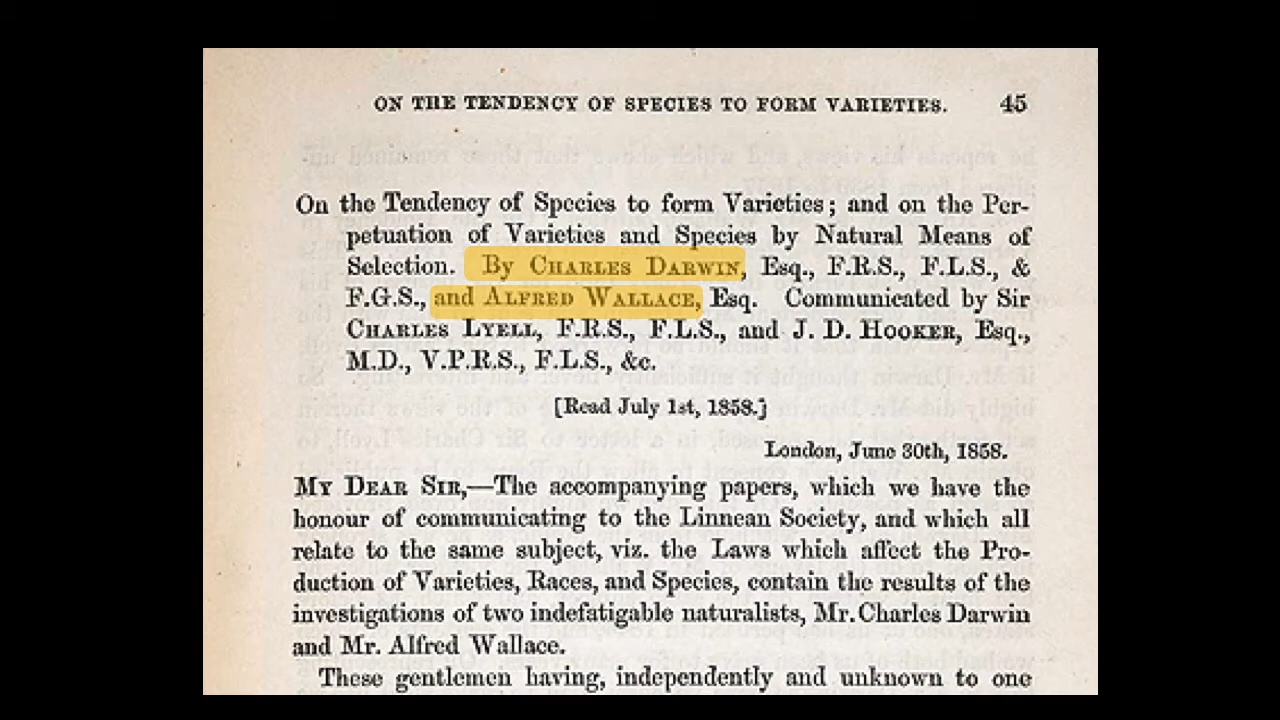 ON THE TENDENCY OF SPECIES TO FORM VARIETIES. 45
On the Tendency of Species to form Varieties; and on the Per-
petuation of Varieties and Species by Natural Means of
Selection. By CHARLES DARWIN, Esq., F.R.S., F.L.S., &
F.G.S., and ALFRED WALLACE, Esq. Communicated by Sir
CHARLES LYELL, F.R.S., F.L.S., and J. D. HOOKER, Esq.,
M.D., V.P.R.S., F.L.S., &c.
[Read July 1st, 1858.]
London, June 30th, 1858.
MY DEAR SIR,—The accompanying papers, which we have the
honour of communicating to the Linnean Society, and which all
relate to the same subject, viz. the Laws which affect the Pro-
duction of Varieties, Races, and Species, contain the results of the
investigations of two indefatigable naturalists, Mr. Charles Darwin
and Mr. Alfred Wallace.
These gentlemen having, independently and unknown to one